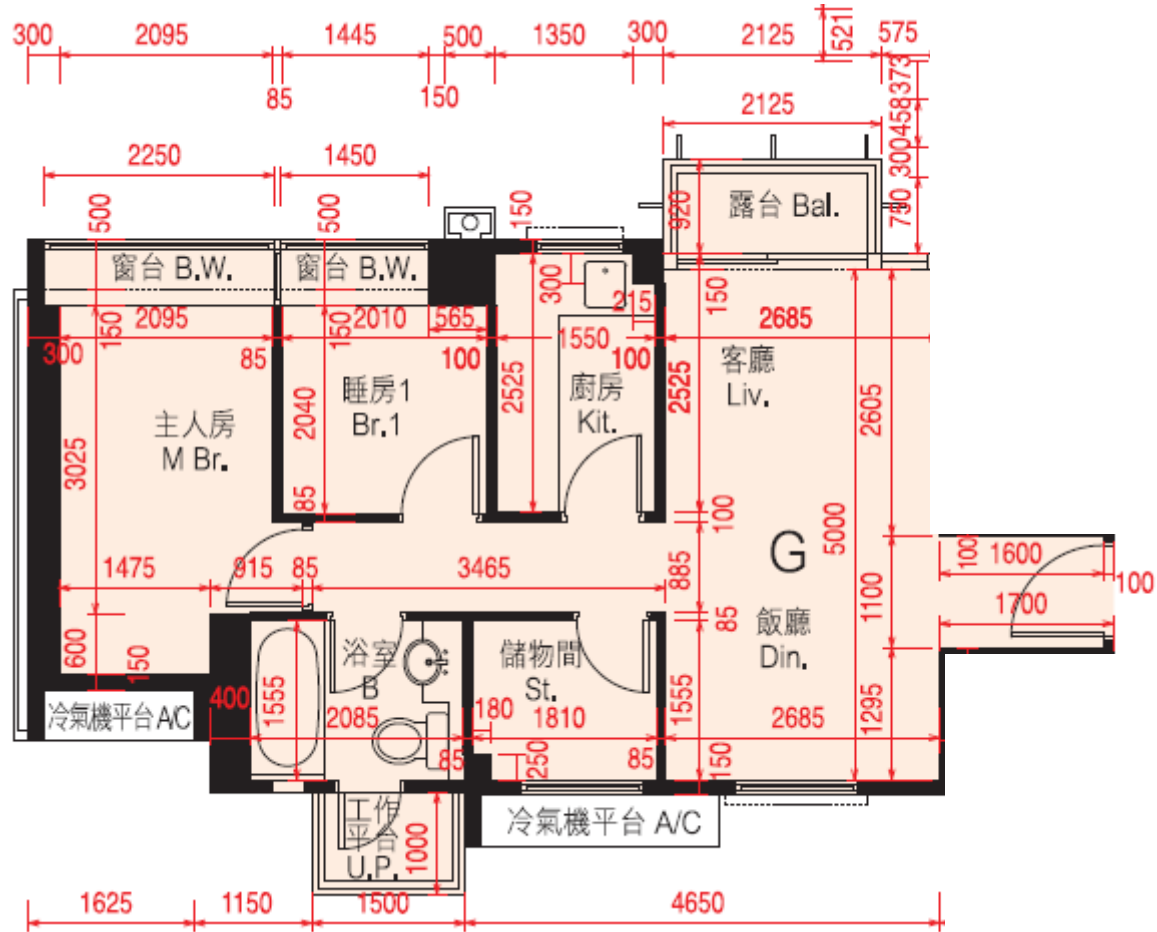 300 2095 1445 500 1350 300 2125 521 575
85 150 373
2125
458
2250 1450 300
500 500 150 920 露台 Bal. 750
窗台 B.W. 窗台 B.W.
300 215 150
150 2095 150 2010 565 1550 2685
300 85 100 100
客廳
Liv.
2525 2525 2605
睡房1
Br.1
廚房
Kit.
2040
主人房
M Br.
3025
85 100 5000
G
1475 915 85 3465 885 1100 100 1600 100
1700
600 150 85
浴室
B
儲物間
St.
飯廳
Din.
400 1555 2085 180 1810 1555 2685 1295
冷氣機平台 A/C
85 250 85 150
工作
平台
U.P.
1000
冷氣機平台 A/C
1625 1150 1500 4650